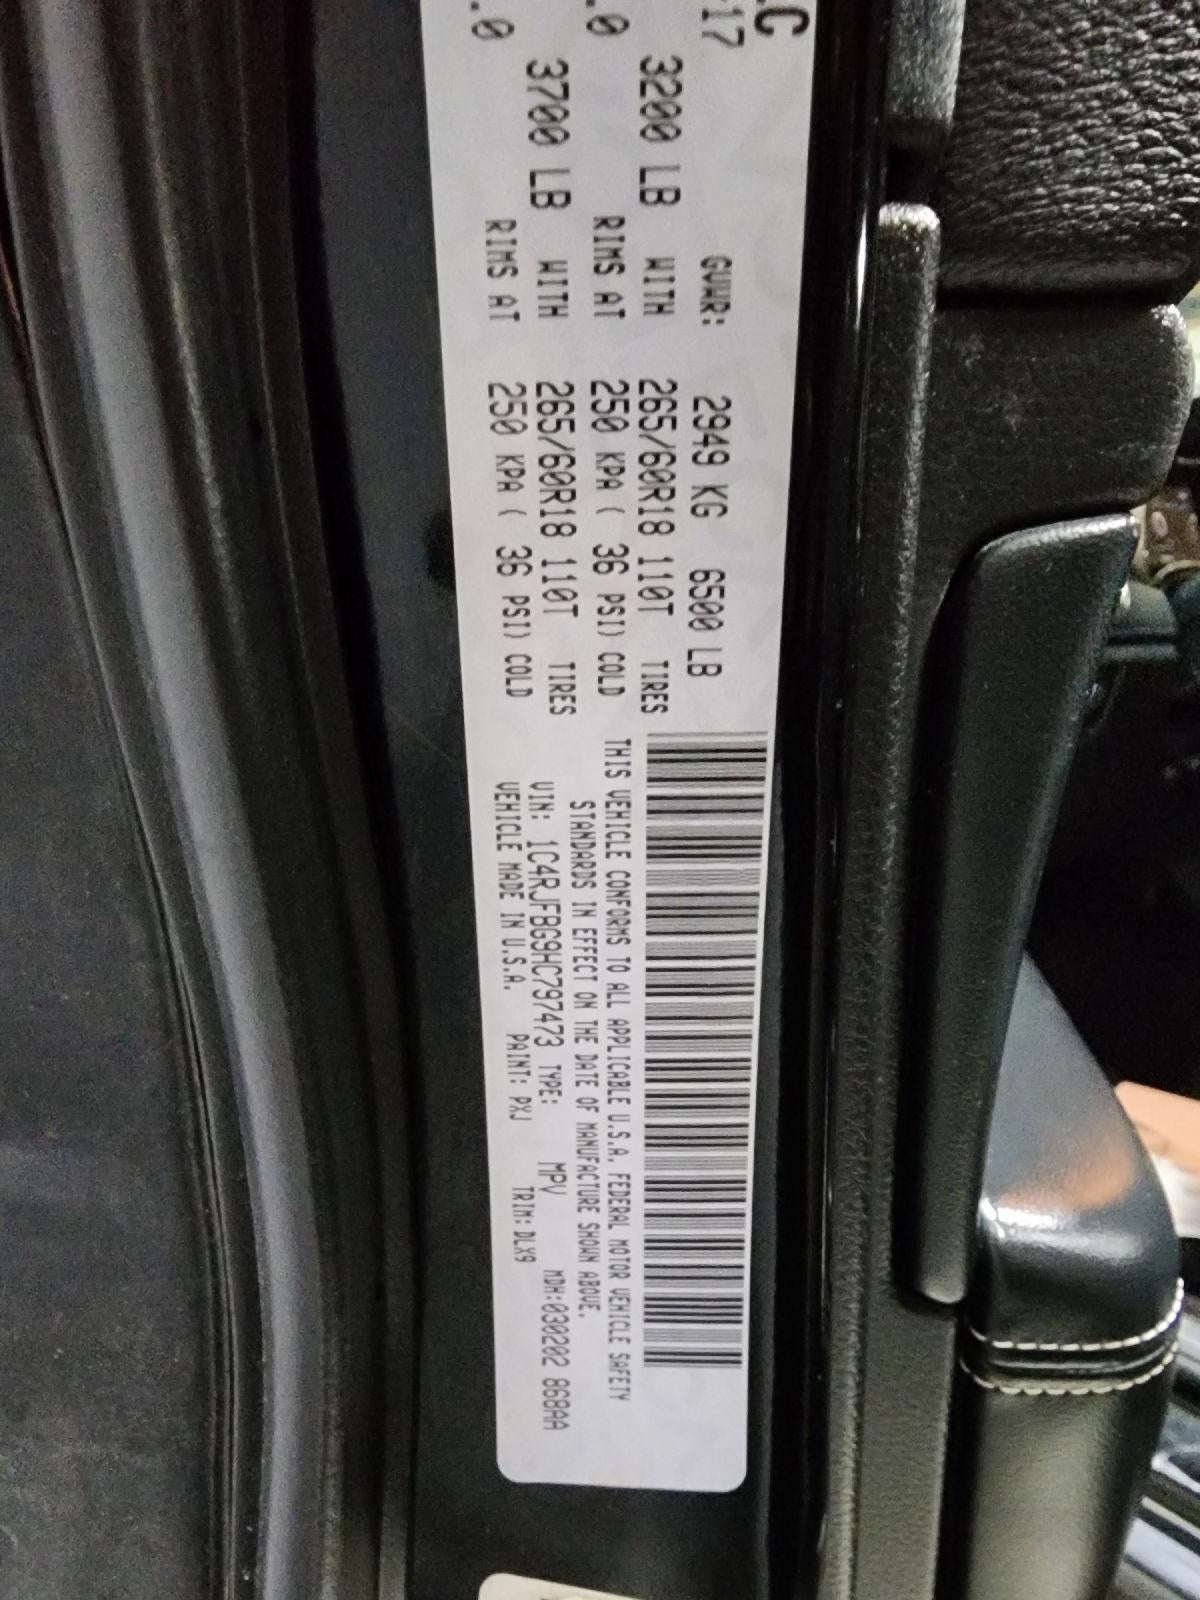 LC
-17 GVWR: 2949 KG 6500 LB
3200 LB WITH 265/60R18 110T TIRES
.0 RIMS AT 250 KPA ( 36 PSI) COLD
3700 LB WITH 265/60R18 110T TIRES
.0 RIMS AT 250 KPA ( 36 PSI) COLD
THIS VEHICLE CONFORMS TO ALL APPLICABLE U.S.A. FEDERAL MOTOR VEHICLE SAFETY
STANDARDS IN EFFECT ON THE DATE OF MANUFACTURE SHOWN ABOVE.
VIN: 1C4RJFBG9HC797473 TYPE: MPV MDH:030202 868AA
VEHICLE MADE IN U.S.A. PAINT: PXJ TRIM: DLX9